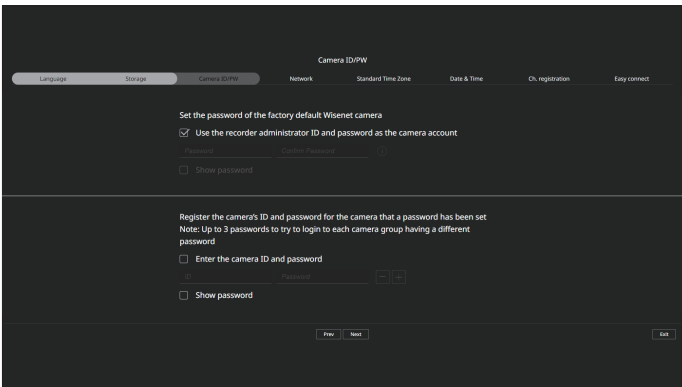 Camera ID/PW
Language Storage Camera ID/PW Network Standard Time Zone Date & Time Ch. registration Easy connect
Set the password of the factory default Wisenet camera
Use the recorder administrator ID and password as the camera account
Password Confirm Password
Show password
Register the camera's ID and password for the camera that a password has been set
Note: Up to 3 passwords to try to login to each camera group having a different
password
Enter the camera ID and password
ID Password
Show password
Prev Next Exit